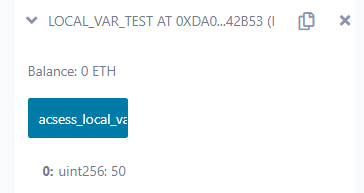 LOCAL_VAR_TEST AT 0XDA0...42B53 (
Balance: 0 ETH
acsess_local_va
0: uint256: 50